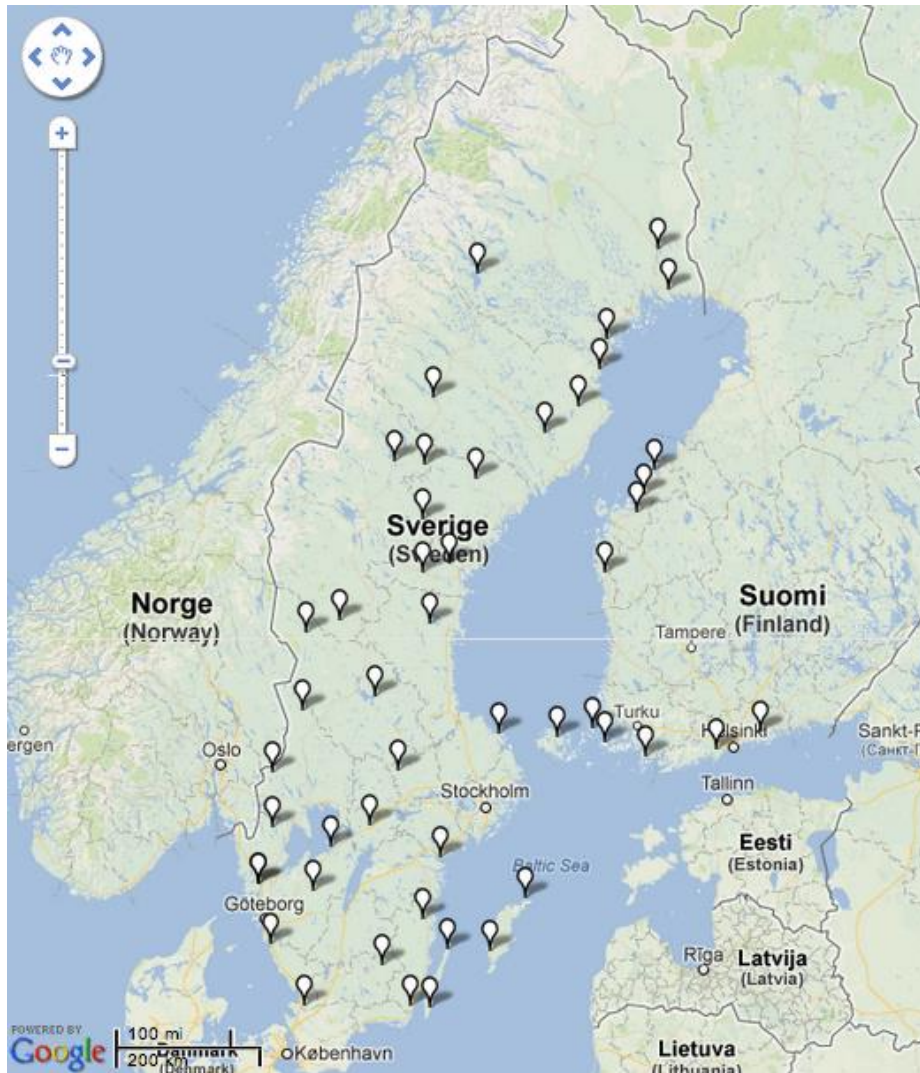 Sverige
(Sweden)
Norge
(Norway)
Suomi
(Finland)
Tampere
ergen
Oslo
Turku
Helsinki
Sankt-P
(Санкт-П
Tallinn
Stockholm
Eesti
(Estonia)
Baltic Sea
Göteborg
Rīga
Latvija
(Latvia)
POWERED BY
Google
100 mi
200 km
Danmark
(Denmark)
København
Lietuva
(Lithuania)